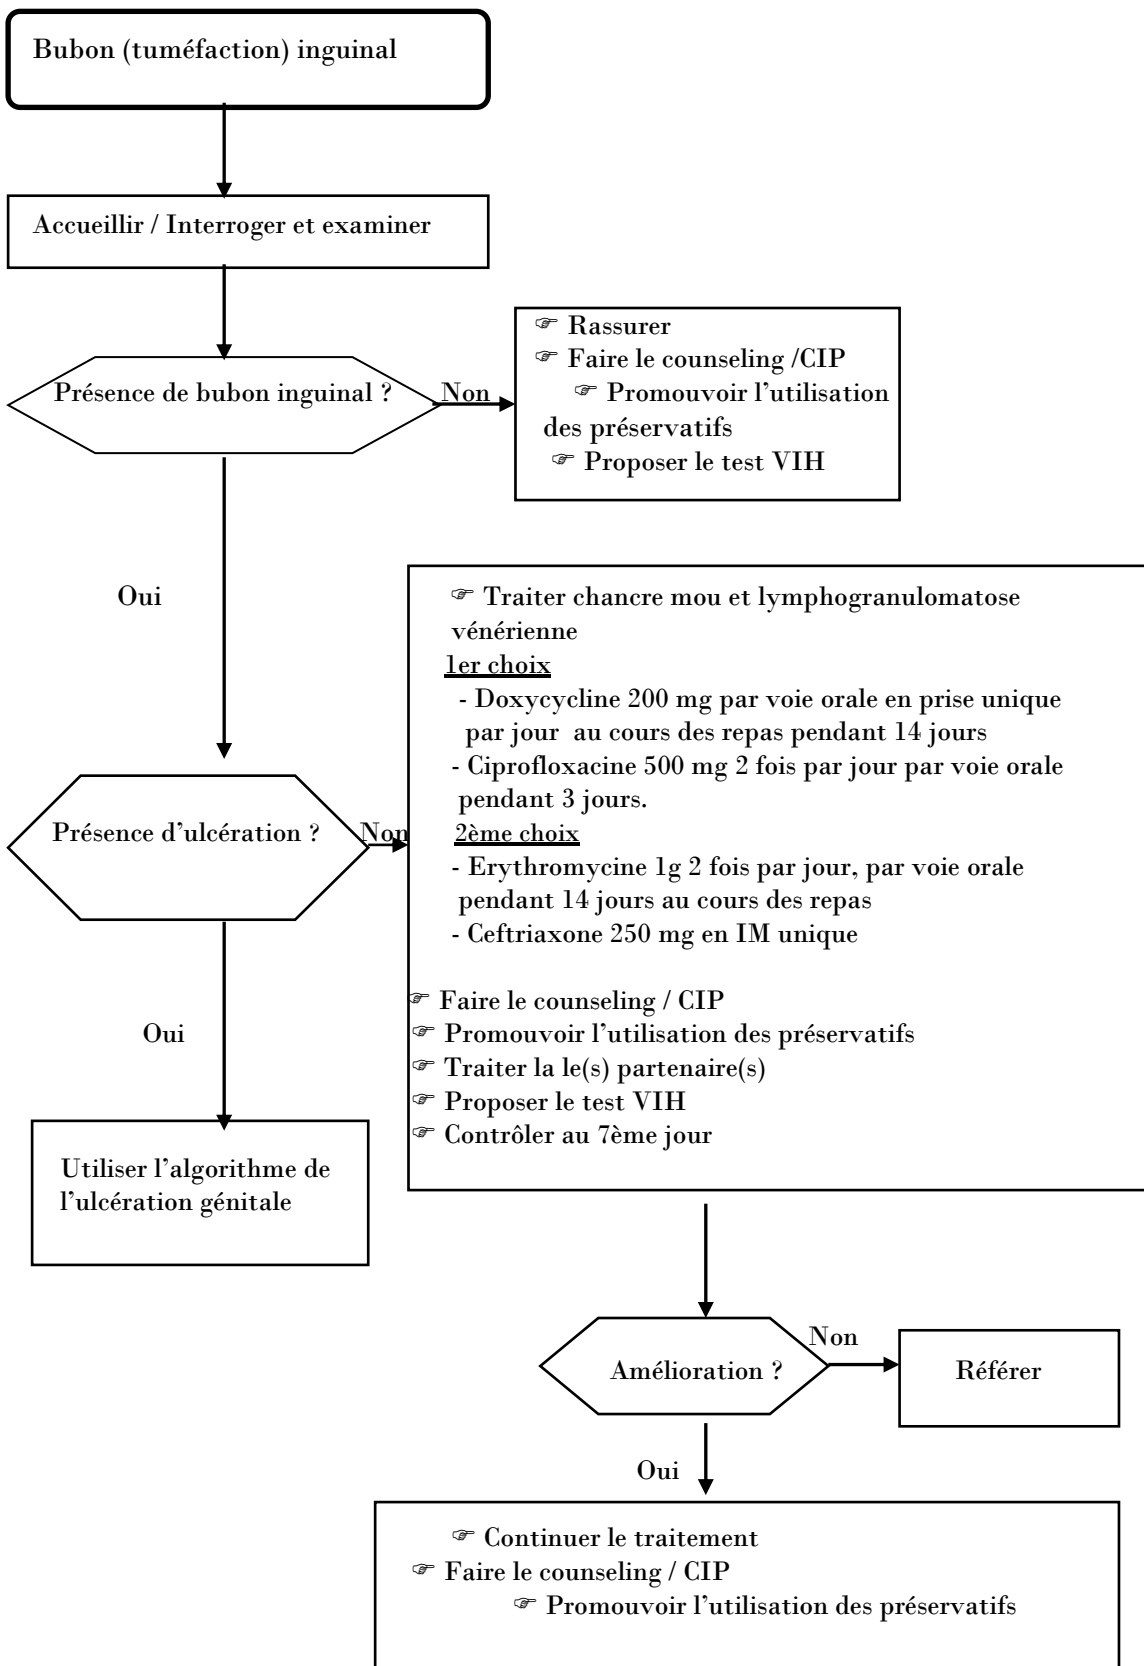 Bubon (tuméfaction) inguinal
Accueillir / Interroger et examiner
Présence de bubon inguinal ?
Non
☞ Rassurer
☞ Faire le counseling /CIP
☞ Promouvoir l'utilisation
des préservatifs
☞ Proposer le test VIH
Oui
☞ Traiter chancre mou et lymphogranulomatose
vénérienne
1er choix
- Doxycycline 200 mg par voie orale en prise unique
par jour au cours des repas pendant 14 jours
- Ciprofloxacine 500 mg 2 fois par jour par voie orale
pendant 3 jours.
2ème choix
- Erythromycine 1g 2 fois par jour, par voie orale
pendant 14 jours au cours des repas
- Ceftriaxone 250 mg en IM unique
☞ Faire le counseling / CIP
☞ Promouvoir l'utilisation des préservatifs
☞ Traiter la le(s) partenaire(s)
☞ Proposer le test VIH
☞ Contrôler au 7ème jour
Présence d'ulcération ?
Non
Oui
Utiliser l'algorithme de
l'ulcération génitale
Amélioration ?
Non
Référer
Oui
☞ Continuer le traitement
☞ Faire le counseling / CIP
☞ Promouvoir l'utilisation des préservatifs